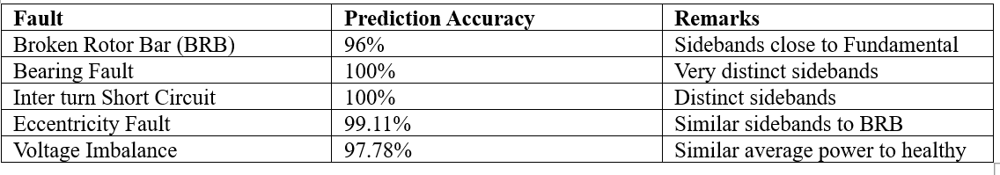 Fault Prediction Accuracy Remarks
Broken Rotor Bar (BRB) 96% Sidebands close to Fundamental
Bearing Fault 100% Very distinct sidebands
Inter turn Short Circuit 100% Distinct sidebands
Eccentricity Fault 99.11% Similar sidebands to BRB
Voltage Imbalance 97.78% Similar average power to healthy